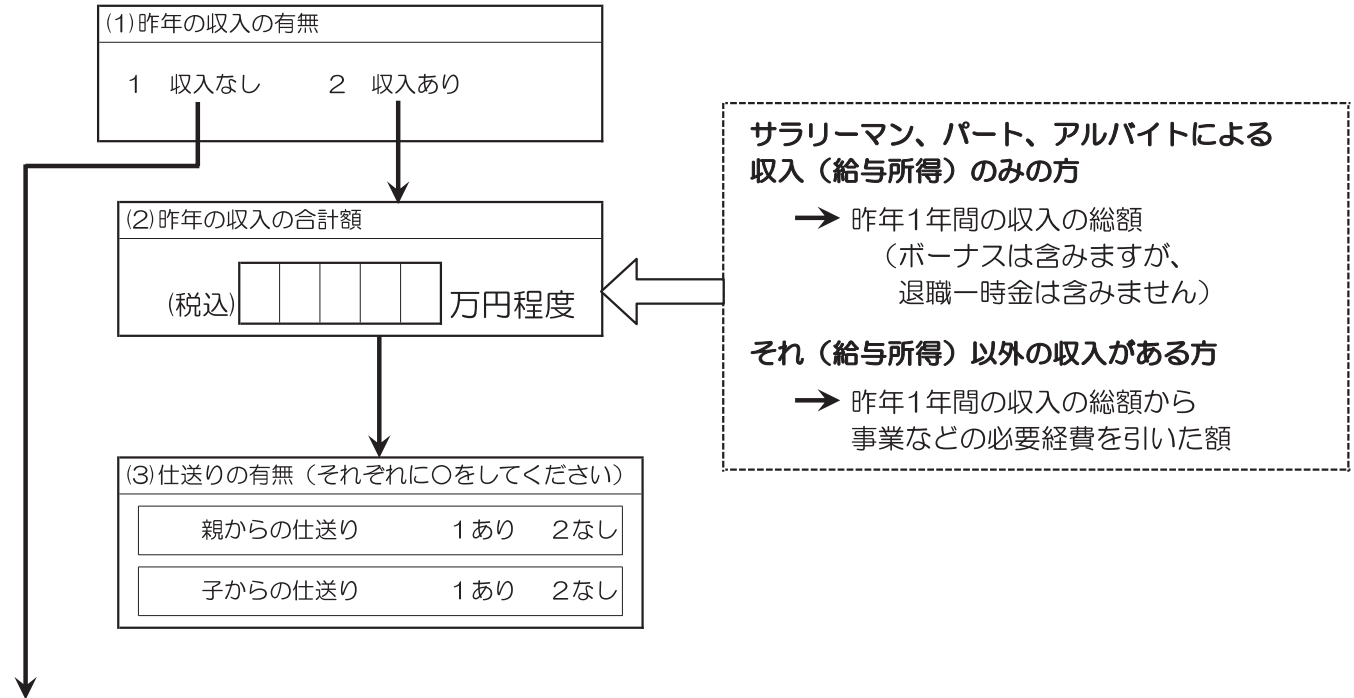 (1)昨年の収入の有無
1 収入なし 2 収入あり
(2)昨年の収入の合計額
(税込) 万円程度
サラリーマン、パート、アルバイトによる
収入(給与所得)のみの方
昨年1年間の収入の総額
(ボーナスは含みますが、
退職一時金は含みません)
それ(給与所得)以外の収入がある方
昨年1年間の収入の総額から
事業などの必要経費を引いた額
(3)仕送りの有無(それぞれに〇をしてください)
親からの仕送り 1あり 2なし
子からの仕送り 1あり 2なし